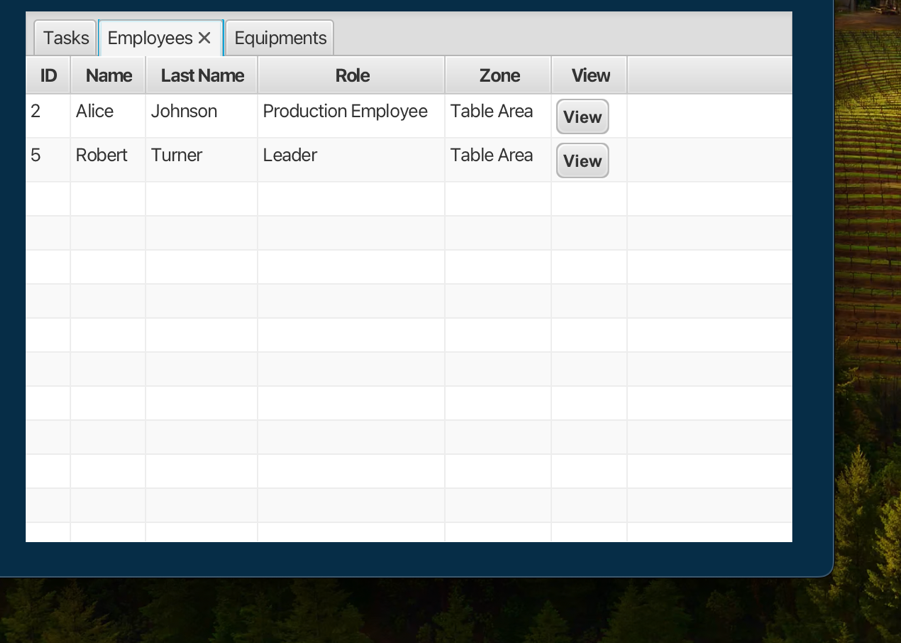 Tasks Employees × Equipments
ID Name Last Name Role Zone View
2 Alice Johnson Production Employee Table Area View
5 Robert Turner Leader Table Area View